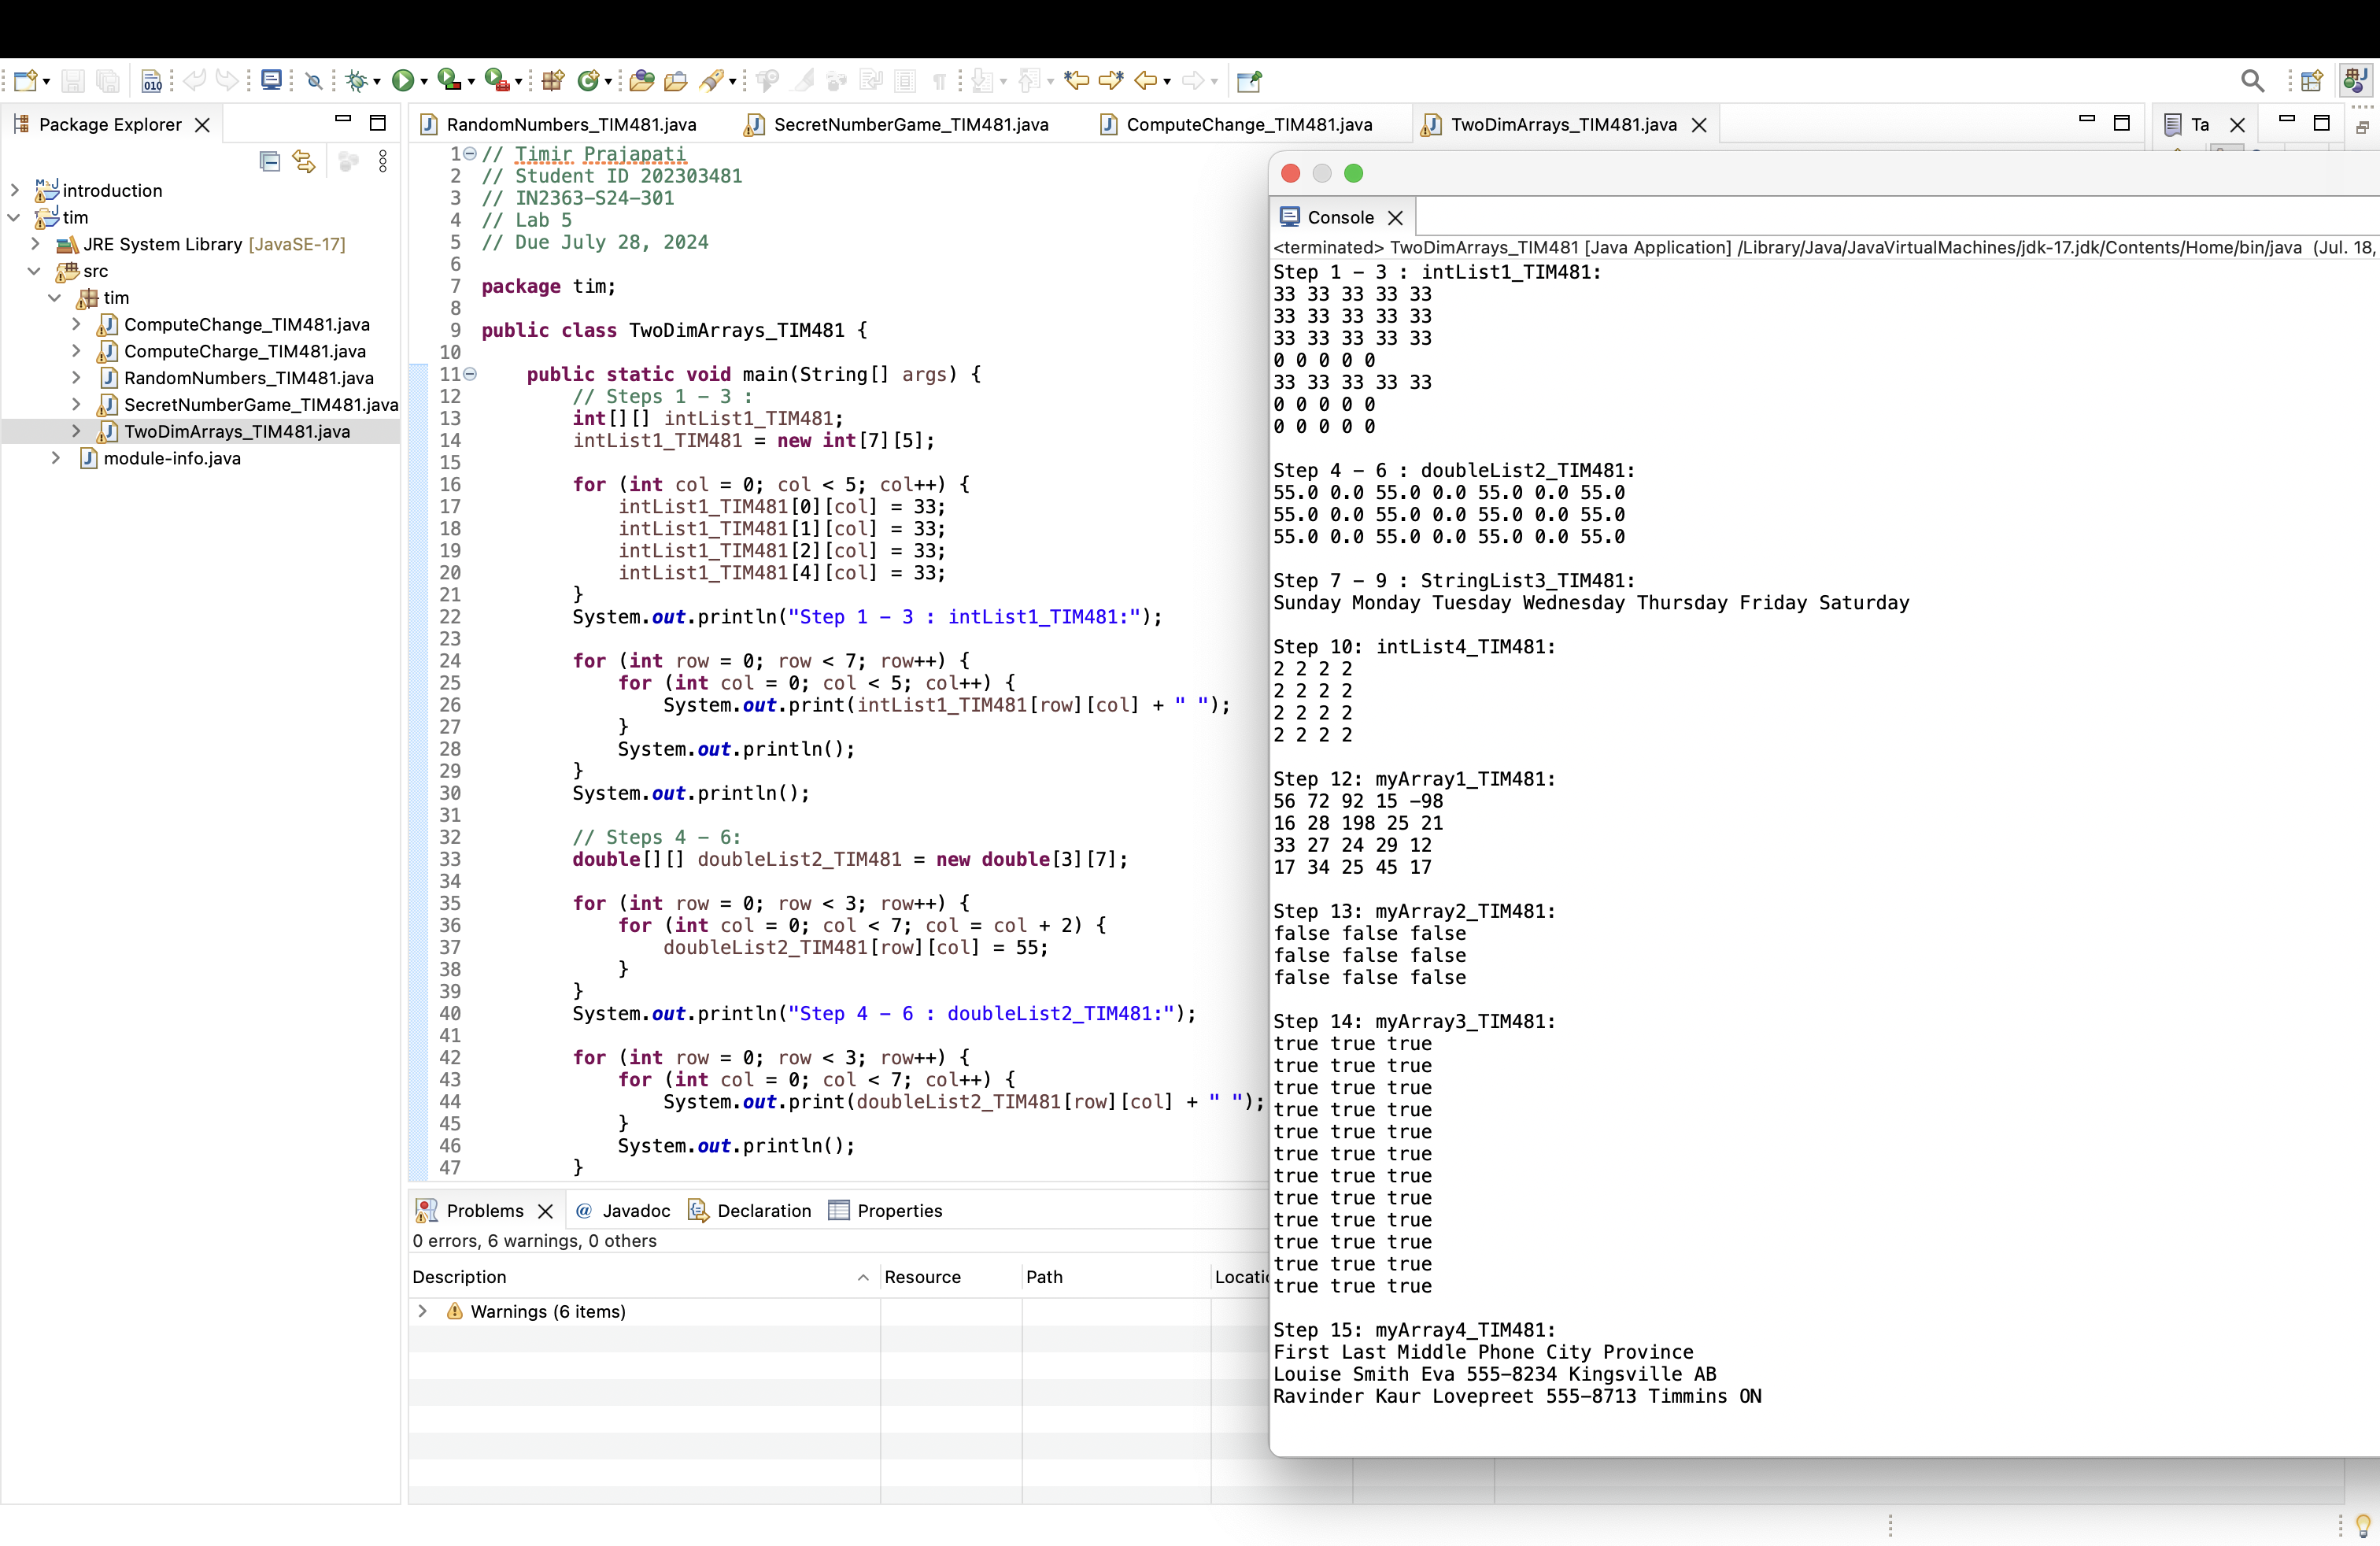 Package Explorer
introduction
tim
JRE System Library [JavaSE-17]
src
tim
ComputeChange_TIM481.java
ComputeCharge_TIM481.java
RandomNumbers_TIM481.java
SecretNumberGame_TIM481.java
TwoDimArrays_TIM481.java
module-info.java
RandomNumbers_TIM481.java SecretNumberGame_TIM481.java ComputeChange_TIM481.java TwoDimArrays_TIM481.java
Ta
1 // Timir Prajapati
2 // Student ID 202303481
3 // IN2363-S24-301
4 // Lab 5
5 // Due July 28, 2024
6
7 package tim;
8
9 public class TwoDimArrays_TIM481 {
10
11 public static void main(String[] args) {
12 // Steps 1 - 3 :
13 int[][] intList1_TIM481;
14 intList1_TIM481 = new int[7][5];
15
16 for (int col = 0; col < 5; col++) {
17 intList1_TIM481[0][col] = 33;
18 intList1_TIM481[1][col] = 33;
19 intList1_TIM481[2][col] = 33;
20 intList1_TIM481[4][col] = 33;
21 }
22 System.out.println("Step 1 - 3 : intList1_TIM481:");
23
24 for (int row = 0; row < 7; row++) {
25 for (int col = 0; col < 5; col++) {
26 System.out.print(intList1_TIM481[row][col] + " ");
27 }
28 System.out.println();
29 }
30 System.out.println();
31
32 // Steps 4 - 6:
33 double[][] doubleList2_TIM481 = new double[3][7];
34
35 for (int row = 0; row < 3; row++) {
36 for (int col = 0; col < 7; col = col + 2) {
37 doubleList2_TIM481[row][col] = 55;
38 }
39 }
40 System.out.println("Step 4 - 6 : doubleList2_TIM481:");
41
42 for (int row = 0; row < 3; row++) {
43 for (int col = 0; col < 7; col++) {
44 System.out.print(doubleList2_TIM481[row][col] + " ");
45 }
46 System.out.println();
47 }
Problems @ Javadoc Declaration Properties
0 errors, 6 warnings, 0 others
Description Resource Path
Warnings (6 items)
Console
<terminated> TwoDimArrays_TIM481 [Java Application] /Library/Java/JavaVirtualMachines/jdk-17.jdk/Contents/Home/bin/java (Jul. 18,
Step 1 - 3 : intList1_TIM481:
33 33 33 33 33
33 33 33 33 33
33 33 33 33 33
0 0 0 0 0
33 33 33 33 33
0 0 0 0 0
0 0 0 0 0
Step 4 - 6 : doubleList2_TIM481:
55.0 0.0 55.0 0.0 55.0 0.0 55.0
55.0 0.0 55.0 0.0 55.0 0.0 55.0
55.0 0.0 55.0 0.0 55.0 0.0 55.0
Step 7 - 9 : StringList3_TIM481:
Sunday Monday Tuesday Wednesday Thursday Friday Saturday
Step 10: intList4_TIM481:
2 2 2 2
2 2 2 2
2 2 2 2
2 2 2 2
Step 12: myArray1_TIM481:
56 72 92 15 -98
16 28 198 25 21
33 27 24 29 12
17 34 25 45 17
Step 13: myArray2_TIM481:
false false false
false false false
false false false
Step 14: myArray3_TIM481:
true true true
true true true
true true true
true true true
true true true
true true true
true true true
true true true
true true true
true true true
true true true
true true true
Step 15: myArray4_TIM481:
First Last Middle Phone City Province
Louise Smith Eva 555-8234 Kingsville AB
Ravinder Kaur Lovepreet 555-8713 Timmins ON